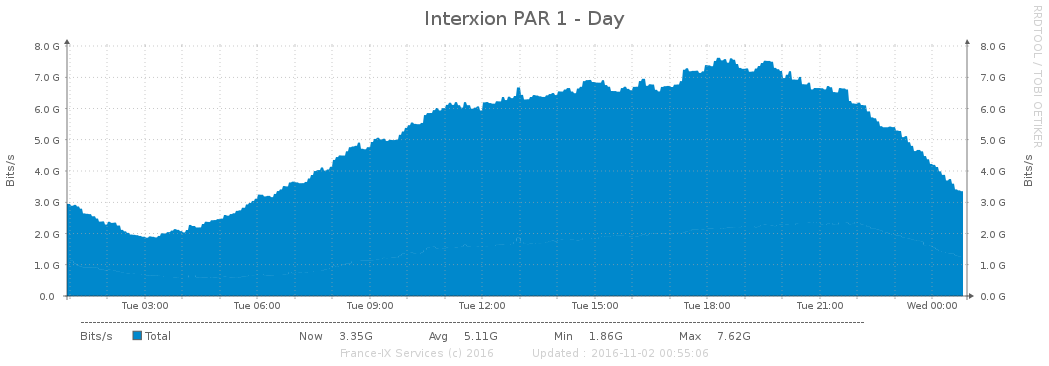 Interxion PAR 1 - Day
RRDTOOL / TOBI OETIKER
Bits/s
8.0 G 8.0 G
7.0 G 7.0 G
6.0 G 6.0 G
5.0 G 5.0 G
4.0 G 4.0 G
3.0 G 3.0 G
2.0 G 2.0 G
1.0 G 1.0 G
0.0 0.0 G
Bits/s
Tue 03:00 Tue 06:00 Tue 09:00 Tue 12:00 Tue 15:00 Tue 18:00 Tue 21:00 Wed 00:00
Bits/s Total Now 3.35G Avg 5.11G Min 1.86G Max 7.62G
France-IX Services (c) 2016 Updated : 2016-11-02 00:55:06